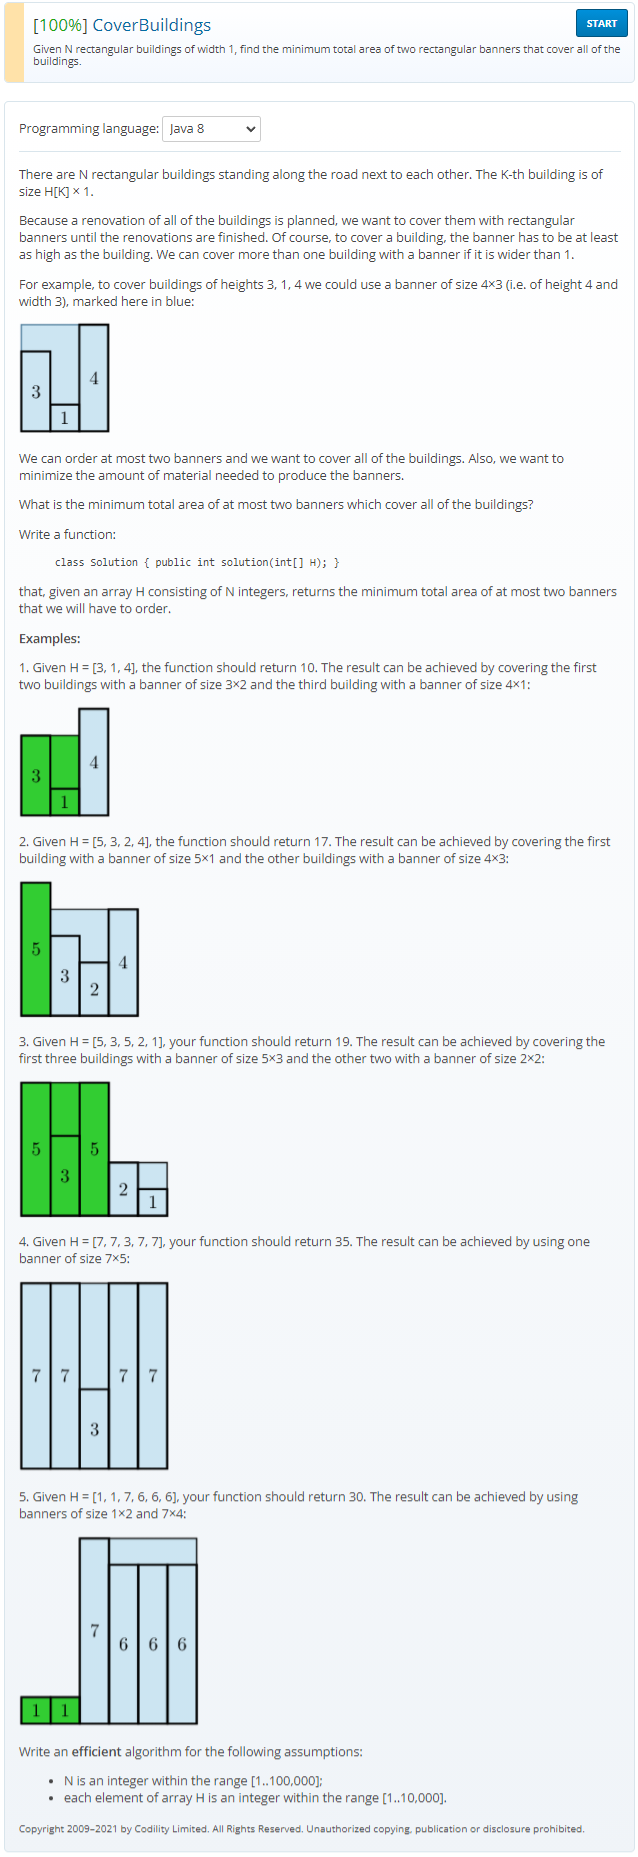 [100%] CoverBuildings
START
Given N rectangular buildings of width 1, find the minimum total area of two rectangular banners that cover all of the
buildings.
Programming language: Java 8
There are N rectangular buildings standing along the road next to each other. The K-th building is of
size H[K] × 1.
Because a renovation of all of the buildings is planned, we want to cover them with rectangular
banners until the renovations are finished. Of course, to cover a building, the banner has to be at least
as high as the building. We can cover more than one building with a banner if it is wider than 1.
For example, to cover buildings of heights 3, 1, 4 we could use a banner of size 4×3 (i.e. of height 4 and
width 3), marked here in blue:
3
1
4
We can order at most two banners and we want to cover all of the buildings. Also, we want to
minimize the amount of material needed to produce the banners.
What is the minimum total area of at most two banners which cover all of the buildings?
Write a function:
class Solution { public int solution(int[] H); }
that, given an array H consisting of N integers, returns the minimum total area of at most two banners
that we will have to order.
Examples:
1. Given H = [3, 1, 4], the function should return 10. The result can be achieved by covering the first
two buildings with a banner of size 3×2 and the third building with a banner of size 4×1:
3
1
4
2. Given H = [5, 3, 2, 4], the function should return 17. The result can be achieved by covering the first
building with a banner of size 5×1 and the other buildings with a banner of size 4×3:
5
3
2
4
3. Given H = [5, 3, 5, 2, 1], your function should return 19. The result can be achieved by covering the
first three buildings with a banner of size 5×3 and the other two with a banner of size 2×2:
5
3
5
2
1
4. Given H = [7, 7, 3, 7, 7], your function should return 35. The result can be achieved by using one
banner of size 7×5:
7
7
3
7
7
5. Given H = [1, 1, 7, 6, 6, 6], your function should return 30. The result can be achieved by using
banners of size 1×2 and 7×4:
1
1
7
6
6
6
Write an efficient algorithm for the following assumptions:
• N is an integer within the range [1..100,000];
• each element of array H is an integer within the range [1..10,000].
Copyright 2009–2021 by Codility Limited. All Rights Reserved. Unauthorized copying, publication or disclosure prohibited.